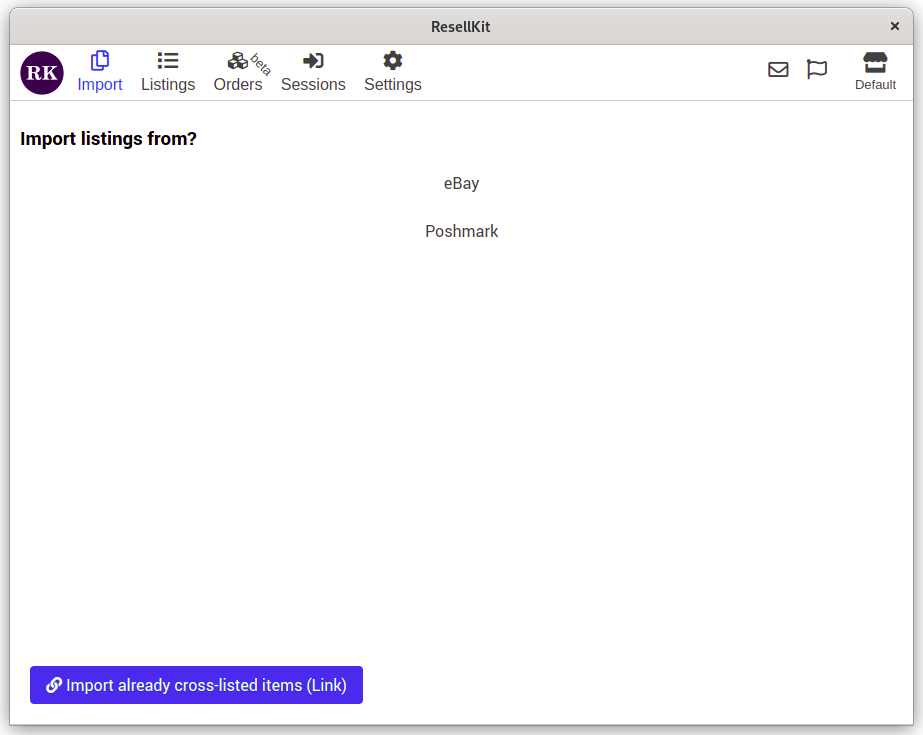 ResellKit
RK
Import
Listings
Orders
beta
Sessions
Settings
Default
Import listings from?
eBay
Poshmark
Import already cross-listed items (Link)